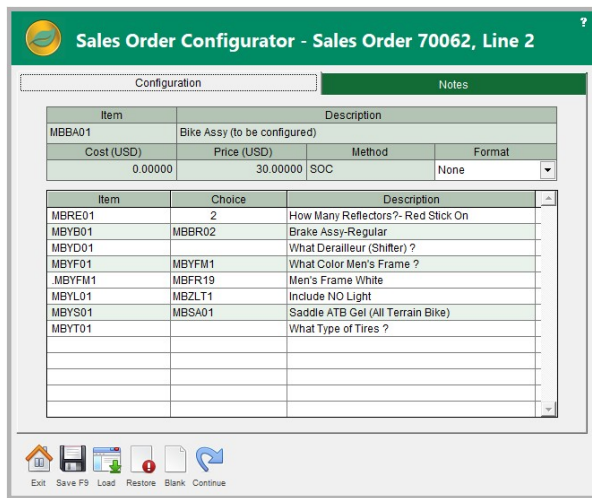 ?
Sales Order Configurator - Sales Order 70062, Line 2
Configuration Notes
Item Description
MBBA01 Bike Assy (to be configured)
Cost (USD) Price (USD) Method Format
0.00000 30.00000 SOC None
Item Choice Description
MBRE01 2 How Many Reflectors?- Red Stick On
MBYB01 MBBR02 Brake Assy-Regular
MBYD01 What Derailleur (Shifter) ?
MBYF01 MBYFM1 What Color Men's Frame ?
.MBYFM1 MBFR19 Men's Frame White
MBYL01 MBZLT1 Include NO Light
MBYS01 MBSA01 Saddle ATB Gel (All Terrain Bike)
MBYT01 What Type of Tires ?
Exit Save F9 Load Restore Blank Continue